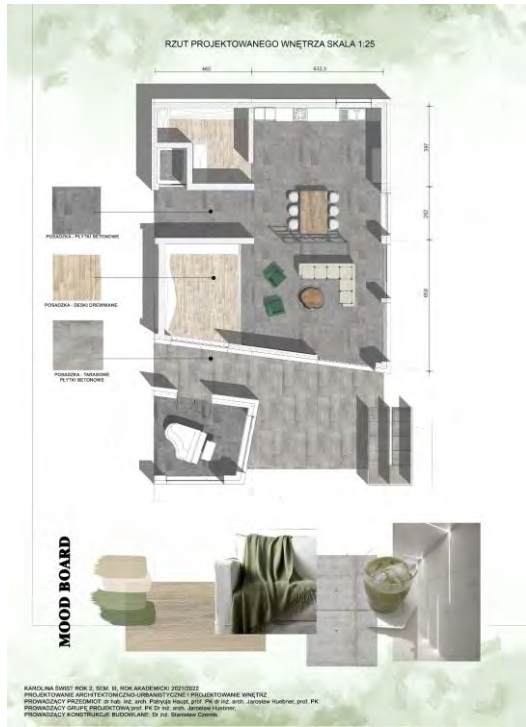 RZUT PROJEKTOWANEGO WNĘTRZA SKALA 1:25
460
632.5
397
292
650
POSADZKA - PŁYTKI BETONOWE
POSADZKA - DESKI DREWNIANE
POSADZKA - TARASOWE
PŁYTKI BETONOWE
MOOD BOARD
KAROLINA ŚWIST ROK 2, SEM. III, ROK AKADEMICKI 2021/2022
PROJEKTOWANIE ARCHITEKTONICZNO-URBANISTYCZNE I PROJEKTOWANIE WNĘTRZ
PROWADZĄCY PRZEDMIOT: dr hab. inż. arch. Patrycja Haupt, prof. PK dr inż. arch. Jarosław Huebner, prof. PK
PROWADZĄCY GRUPĘ PROJEKTOWĄ: prof. PK Dr inż. arch. Jarosław Huebner,
PROWADZĄCY KONSTRUKCJE BUDOWLANE: Dr inż. Stanisław